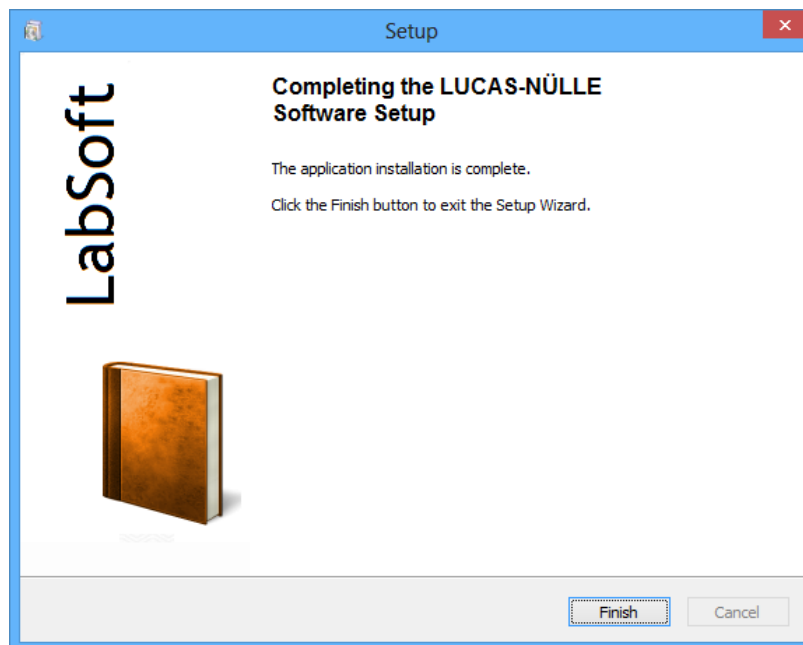 Setup
LabSoft
Completing the LUCAS-NÜLLE
Software Setup
The application installation is complete.
Click the Finish button to exit the Setup Wizard.
Finish
Cancel